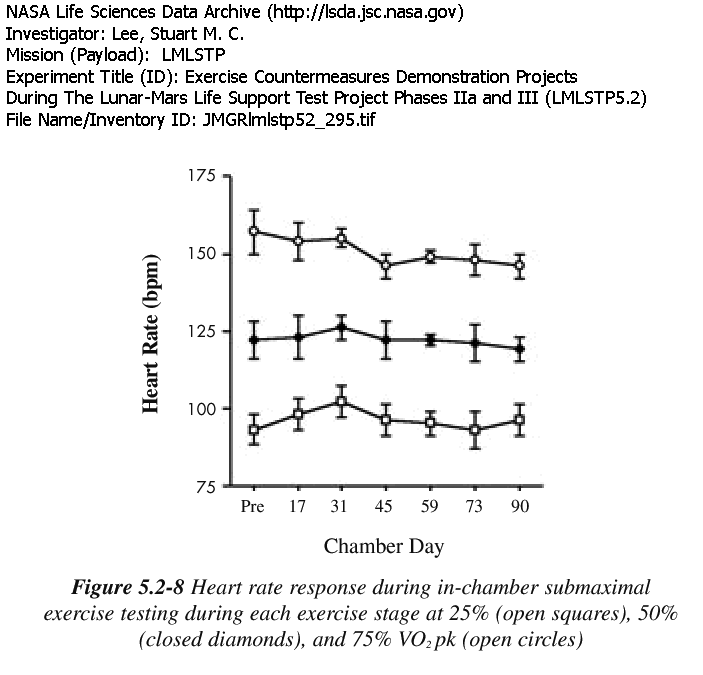 NASA Life Sciences Data Archive (http://lsda.jsc.nasa.gov)
Investigator: Lee, Stuart M. C.
Mission (Payload): LMLSTP
Experiment Title (ID): Exercise Countermeasures Demonstration Projects
During The Lunar-Mars Life Support Test Project Phases IIa and III (LMLSTP5.2)
File Name/Inventory ID: JMGRlmlstp52_295.tif
175
150
125
100
75
Heart Rate (bpm)
Pre 17 31 45 59 73 90
Chamber Day
Figure 5.2-8 Heart rate response during in-chamber submaximal
exercise testing during each exercise stage at 25% (open squares), 50%
(closed diamonds), and 75% VO₂pk (open circles)